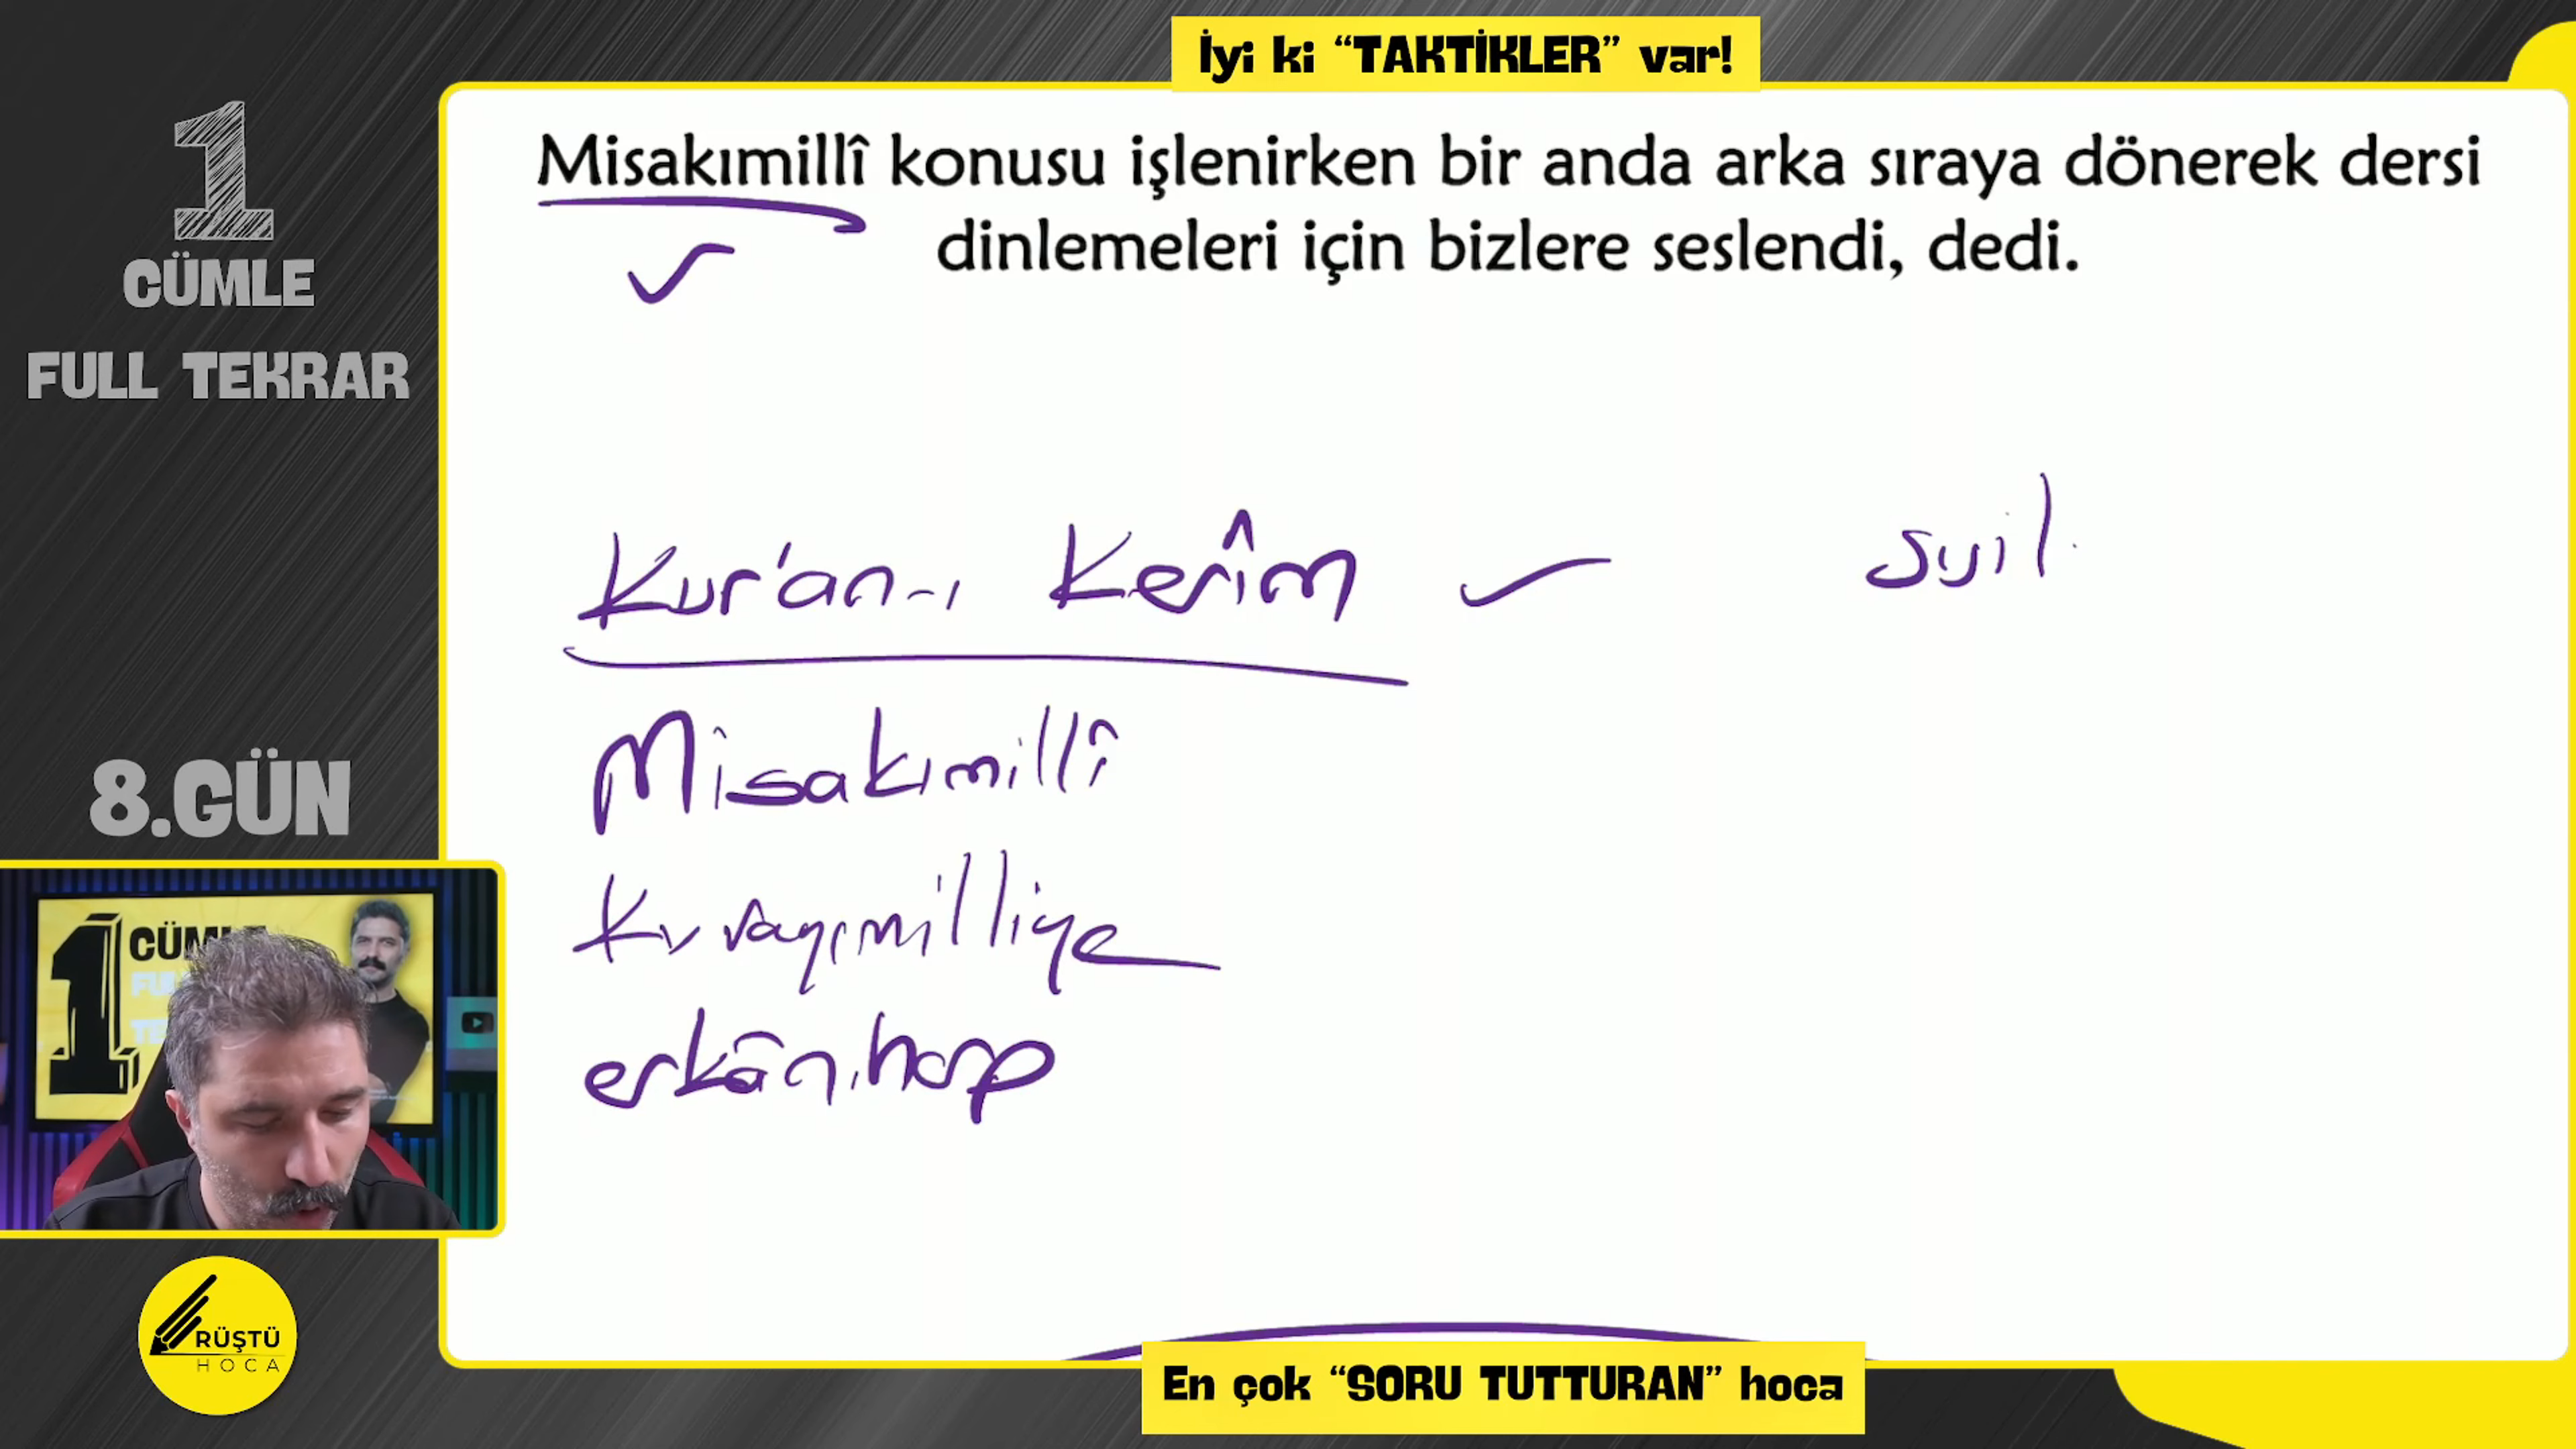 İyi ki “TAKTİKLER” var!
1
CÜMLE
FULL TEKRAR
Misakımillî konusu işlenirken bir anda arka sıraya dönerek dersi
dinlemeleri için bizlere seslendi, dedi.
Kur'an-ı Kerîm
Misakımillî
Kuvayımilliye
erkânıharp
8.GÜN
1
RÜŞTÜ
HOCA
En çok “SORU TUTTURAN” hoca